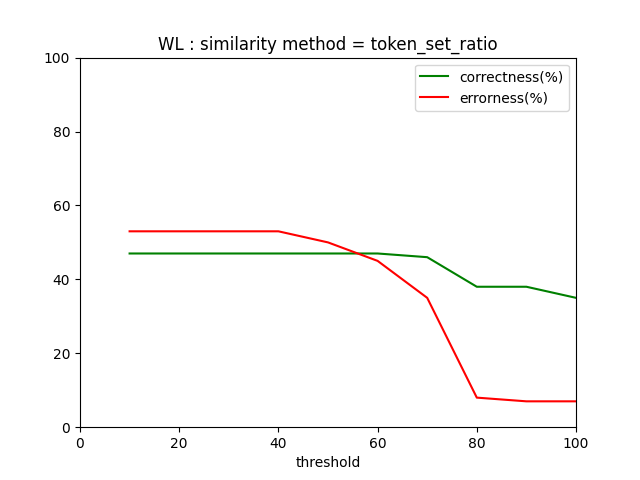 WL : similarity method = token_set_ratio
correctness(%)
errorness(%)
100
80
60
40
20
0
0 20 40 60 80 100
threshold